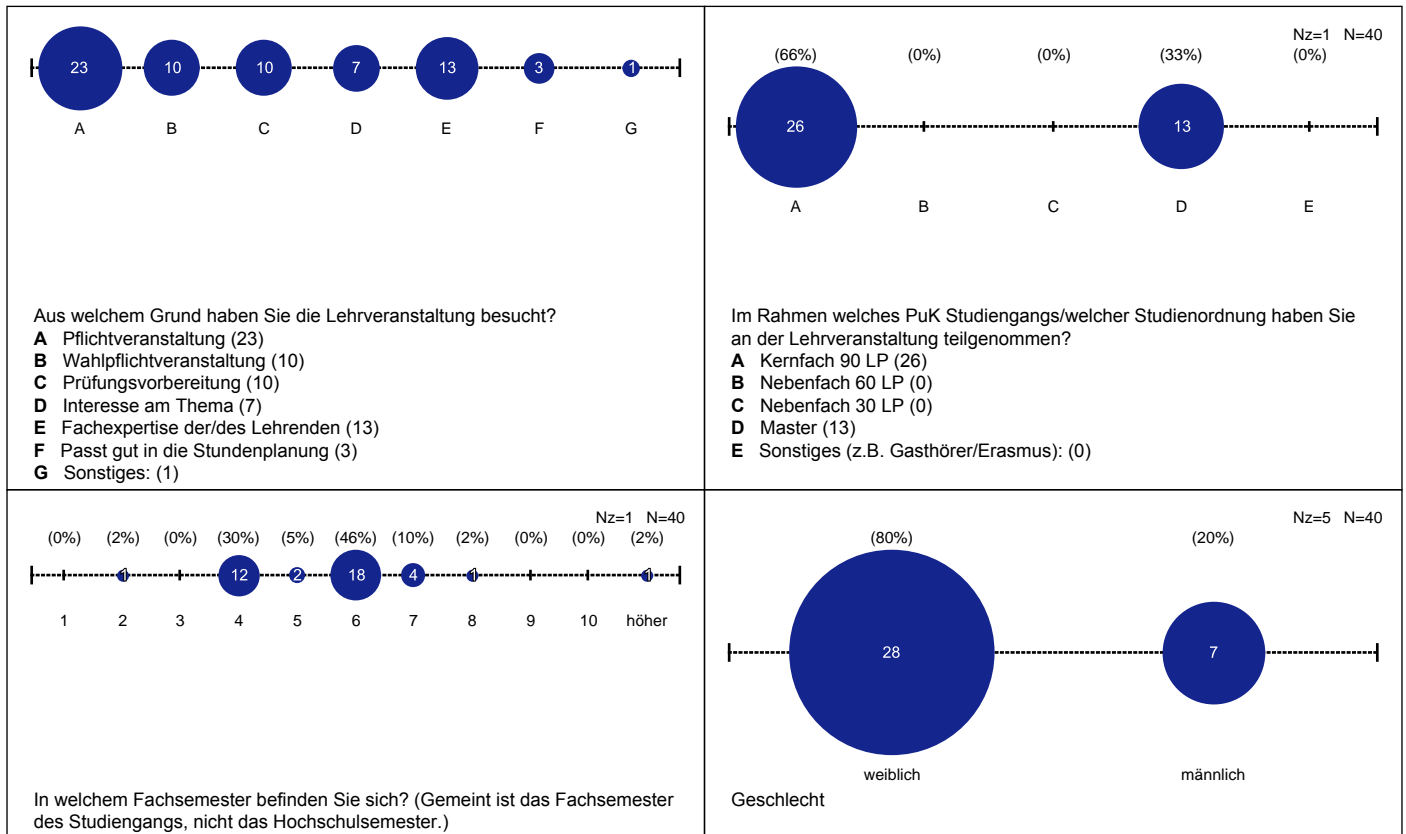 23 10 10 7 13 3 1
A B C D E F G
Aus welchem Grund haben Sie die Lehrveranstaltung besucht?
A Pflichtveranstaltung (23)
B Wahlpflichtveranstaltung (10)
C Prüfungsvorbereitung (10)
D Interesse am Thema (7)
E Fachexpertise der/des Lehrenden (13)
F Passt gut in die Stundenplanung (3)
G Sonstiges: (1)
Nz=1 N=40
(66%) (0%) (0%) (33%) (0%)
26 13
A B C D E
Im Rahmen welches PuK Studiengangs/welcher Studienordnung haben Sie
an der Lehrveranstaltung teilgenommen?
A Kernfach 90 LP (26)
B Nebenfach 60 LP (0)
C Nebenfach 30 LP (0)
D Master (13)
E Sonstiges (z.B. Gasthörer/Erasmus): (0)
Nz=1 N=40
(0%) (2%) (0%) (30%) (5%) (46%) (10%) (2%) (0%) (0%) (2%)
1 12 2 18 4 1 1
1 2 3 4 5 6 7 8 9 10 höher
In welchem Fachsemester befinden Sie sich? (Gemeint ist das Fachsemester
des Studiengangs, nicht das Hochschulsemester.)
Nz=5 N=40
(80%) (20%)
28 7
weiblich männlich
Geschlecht